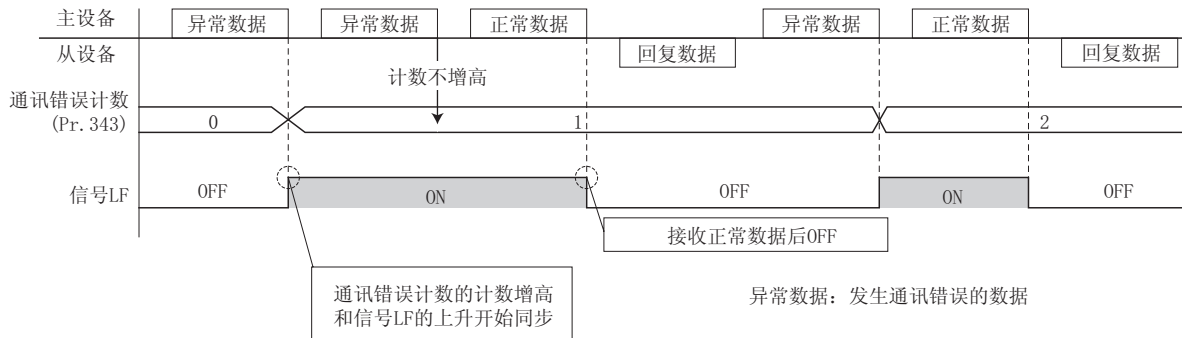 主设备 异常数据 异常数据 正常数据 异常数据 正常数据
从设备 回复数据 回复数据
计数不增高
通讯错误计数
(Pr.343) 0 1 2
信号LF OFF ON OFF ON OFF
接收正常数据后OFF
通讯错误计数的计数增高
和信号LF的上升开始同步
异常数据：发生通讯错误的数据